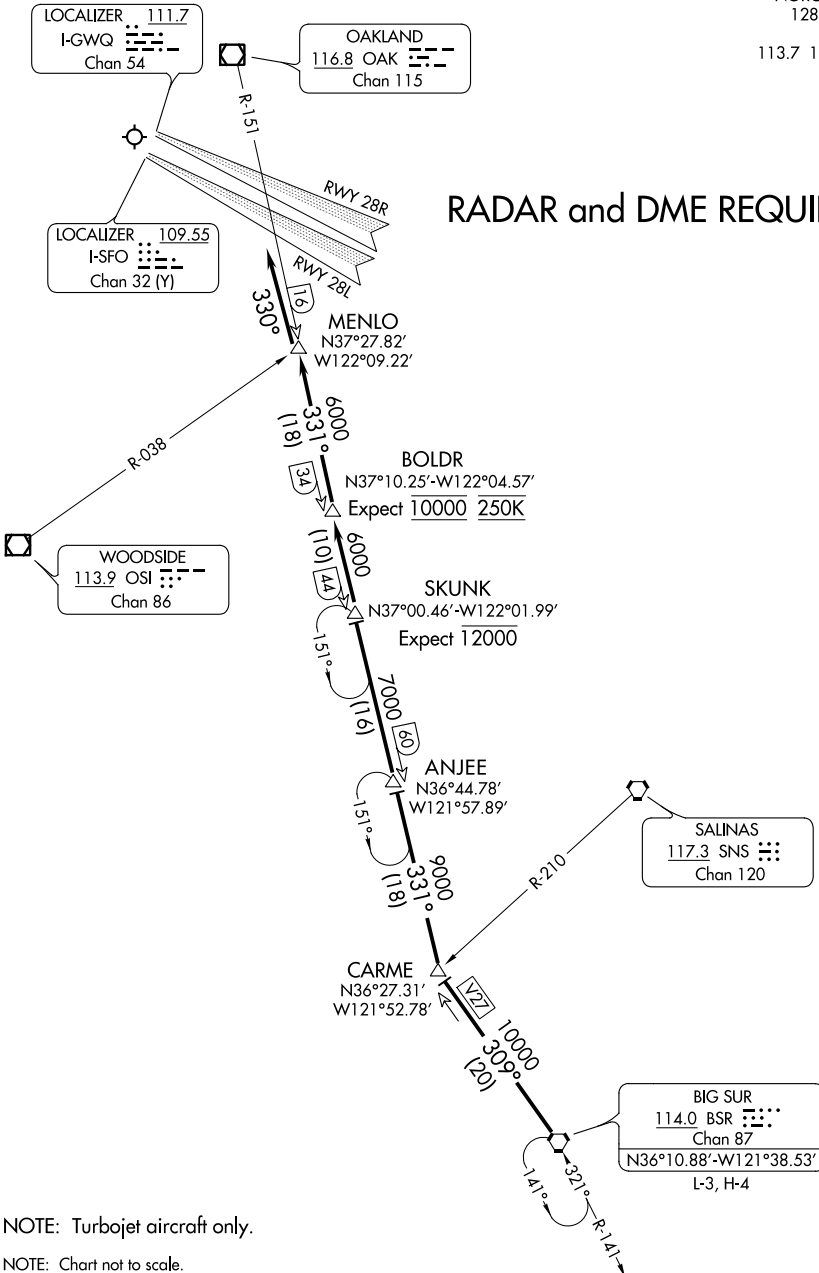 LOCALIZER 111.7
I-GWQ
Chan 54
OAKLAND
116.8 OAK
Chan 115
128
113.7 1
R-151
RWY 28R
RADAR and DME REQUI
LOCALIZER 109.55
I-SFO
Chan 32 (Y)
RWY 28L
330°
16
MENLO
N37°27.82'
W122°09.22'
R-038
6000
331°
(18)
34
BOLDR
N37°10.25'-W122°04.57'
Expect 10000 250K
WOODSIDE
113.9 OSI
Chan 86
6000
(10)
44
SKUNK
N37°00.46'-W122°01.99'
Expect 12000
151°
7000
(16)
60
ANJEE
N36°44.78'
W121°57.89'
151°
9000
331°
(18)
SALINAS
117.3 SNS
Chan 120
R-210
CARME
N36°27.31'
W121°52.78'
V27
10000
309°
(20)
BIG SUR
114.0 BSR
Chan 87
N36°10.88'-W121°38.53'
L-3, H-4
141°
321°
R-141
NOTE: Turbojet aircraft only.
NOTE: Chart not to scale.